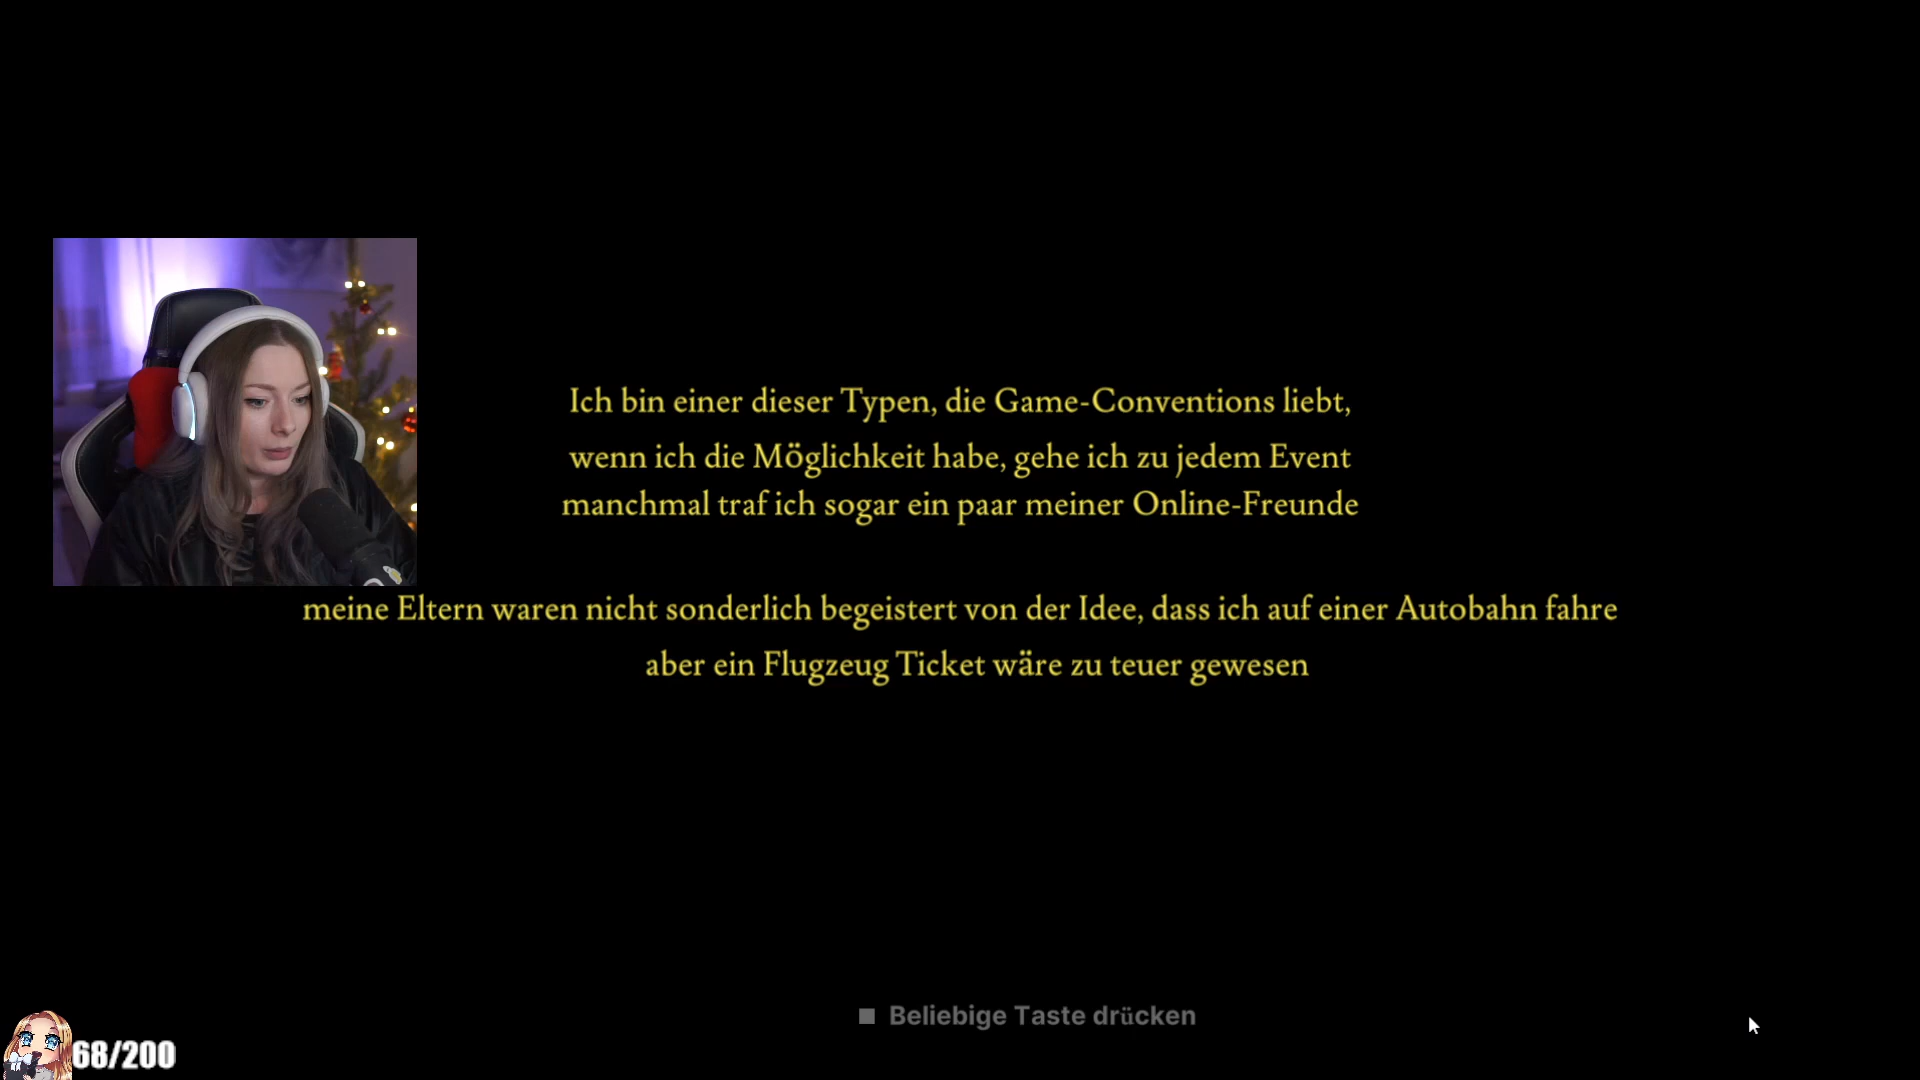 Ich bin einer dieser Typen, die Game-Conventions liebt,
wenn ich die Möglichkeit habe, gehe ich zu jedem Event
manchmal traf ich sogar ein paar meiner Online-Freunde
meine Eltern waren nicht sonderlich begeistert von der Idee, dass ich auf einer Autobahn fahre
aber ein Flugzeug Ticket wäre zu teuer gewesen
Beliebige Taste drücken
68/200